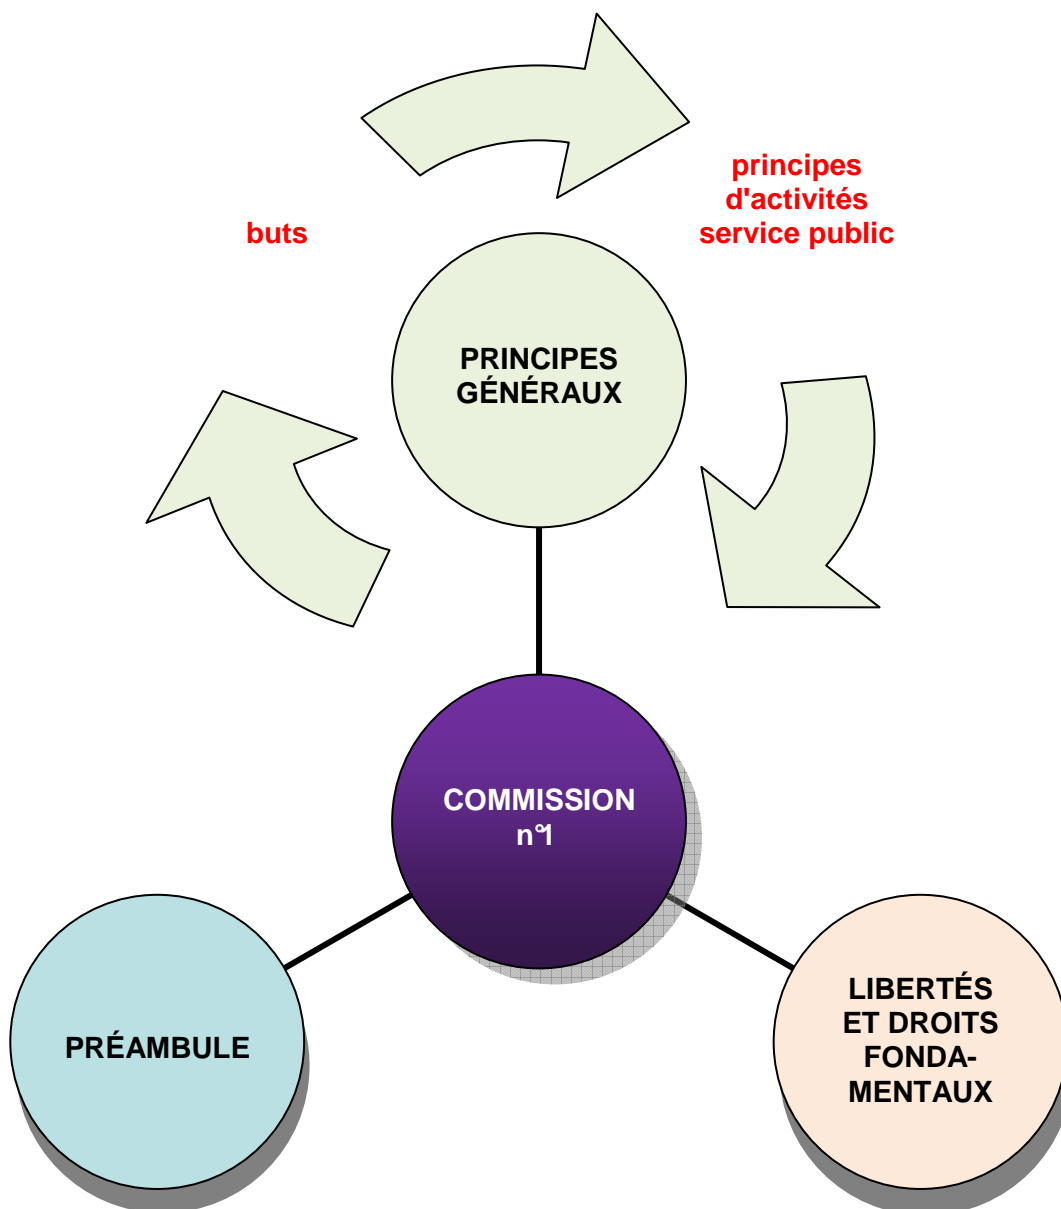 principes
d'activités
buts
service public
PRINCIPES
GÉNÉRAUX
COMMISSION
n°1
PRÉAMBULE
LIBERTÉS
ET DROITS
FONDA-
MENTAUX